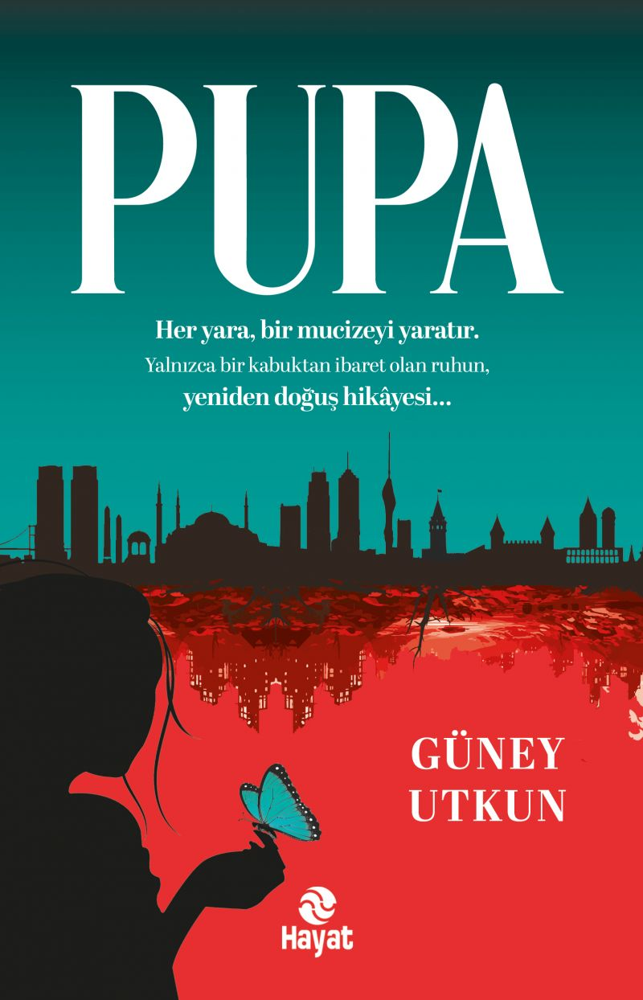 PUPA
Her yara, bir mucizeyi yaratır.
Yalnızca bir kabuktan ibaret olan ruhun,
yeniden doğuş hikâyesi...
GÜNEY
UTKUN
Hayat